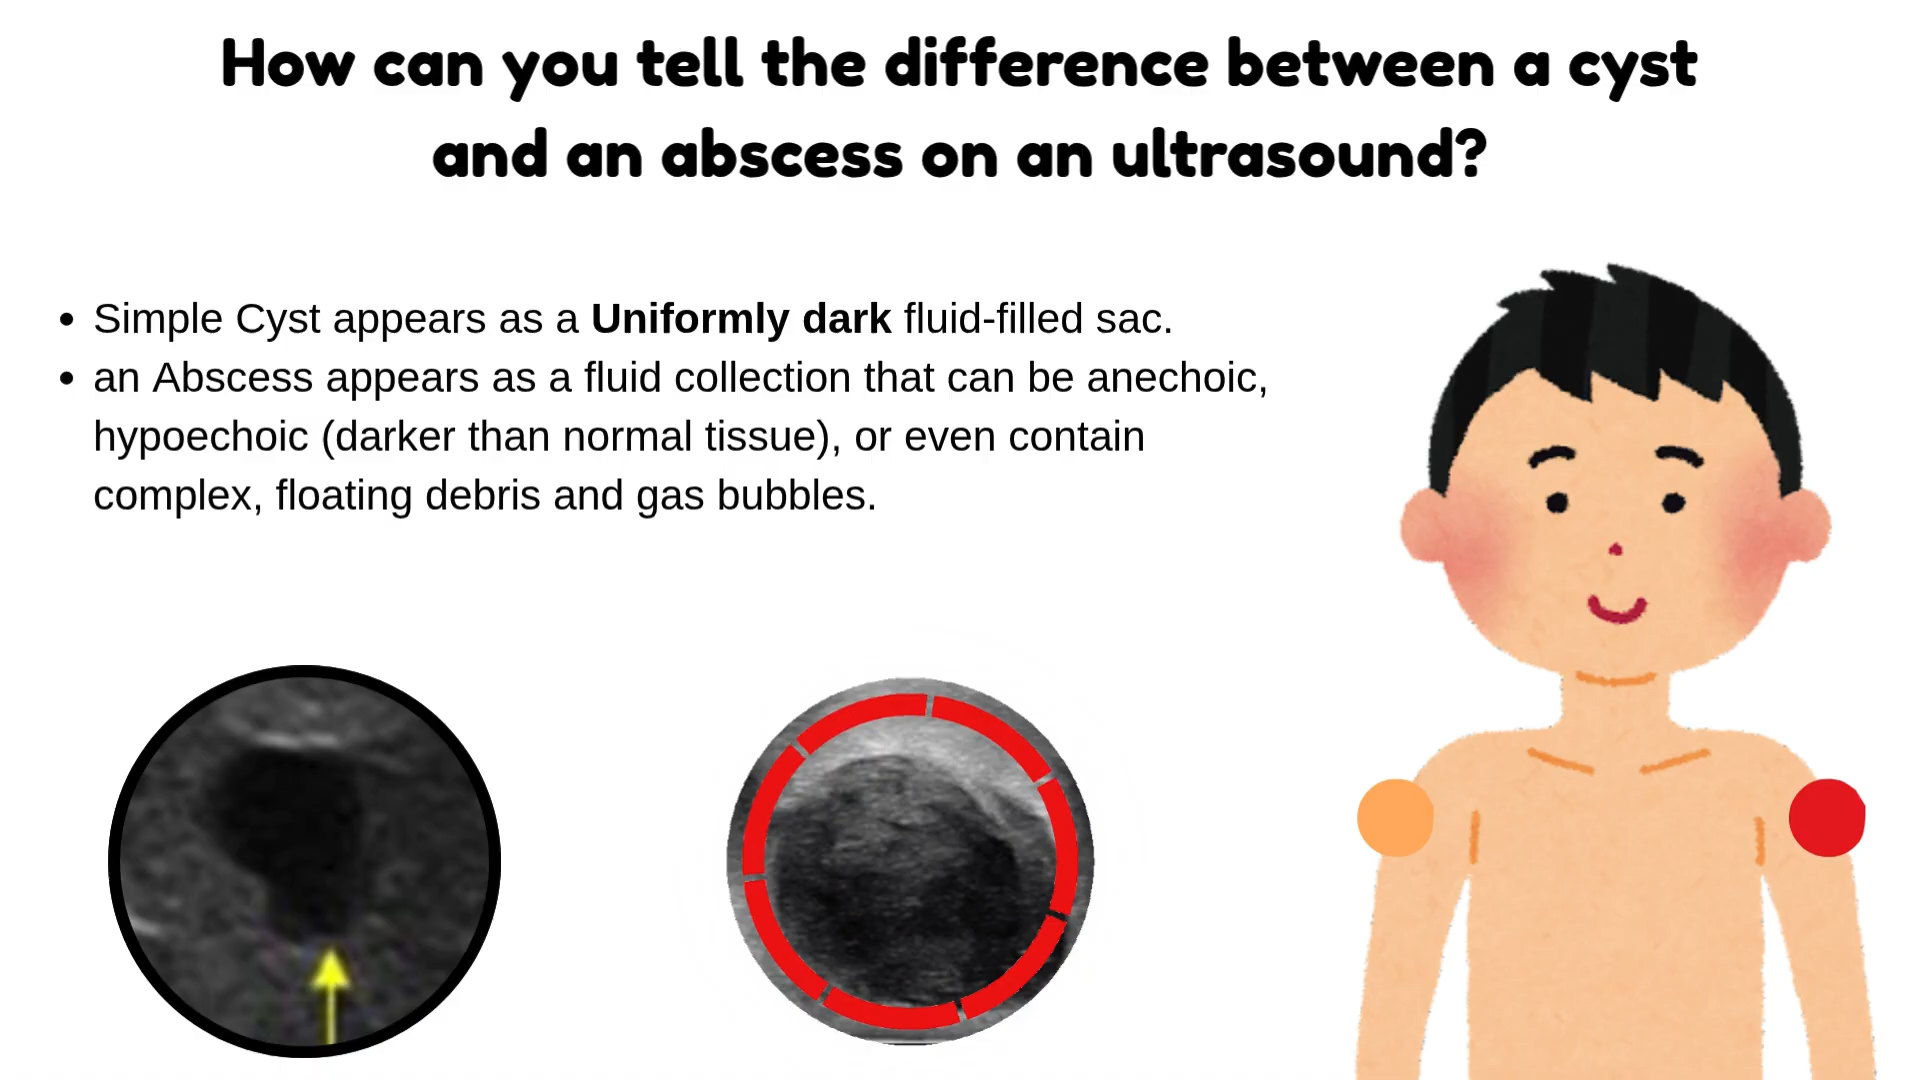 How can you tell the difference between a cyst
and an abscess on an ultrasound?
• Simple Cyst appears as a Uniformly dark fluid-filled sac.
• an Abscess appears as a fluid collection that can be anechoic,
hypoechoic (darker than normal tissue), or even contain
complex, floating debris and gas bubbles.